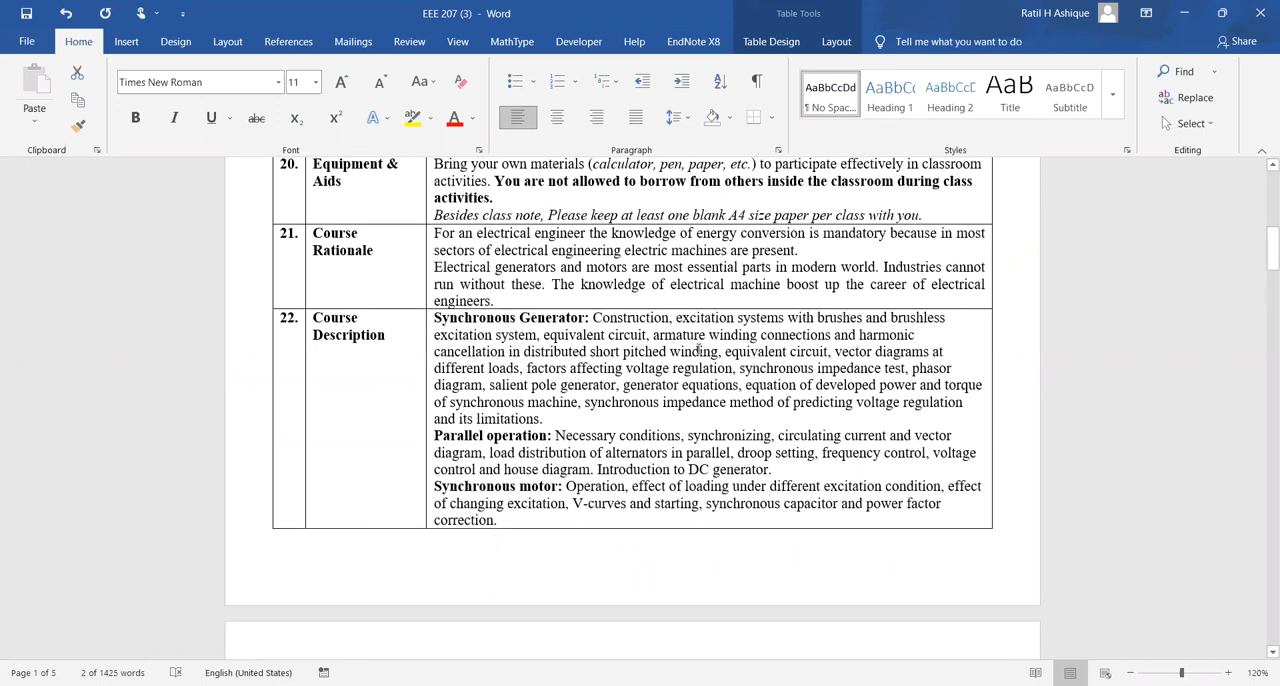 EEE 207 (3) - Word
Table Tools
Ratil H Ashique
File Home Insert Design Layout References Mailings Review View MathType Developer Help EndNote X8 Table Design Layout Tell me what you want to do Share
Paste
Times New Roman 11
AaBbCcDd AaBbCc AaBbCcC AaB AaBbCcD
¶ No Spac... Heading 1 Heading 2 Title Subtitle
Find
Replace
Select
Clipboard Font Paragraph Styles Editing
20. Equipment & Aids
Bring your own materials (calculator, pen, paper, etc.) to participate effectively in classroom
activities. You are not allowed to borrow from others inside the classroom during class
activities.
Besides class note, Please keep at least one blank A4 size paper per class with you.
21. Course Rationale
For an electrical engineer the knowledge of energy conversion is mandatory because in most
sectors of electrical engineering electric machines are present.
Electrical generators and motors are most essential parts in modern world. Industries cannot
run without these. The knowledge of electrical machine boost up the career of electrical
engineers.
22. Course Description
Synchronous Generator: Construction, excitation systems with brushes and brushless
excitation system, equivalent circuit, armature winding connections and harmonic
cancellation in distributed short pitched winding, equivalent circuit, vector diagrams at
different loads, factors affecting voltage regulation, synchronous impedance test, phasor
diagram, salient pole generator, generator equations, equation of developed power and torque
of synchronous machine, synchronous impedance method of predicting voltage regulation
and its limitations.
Parallel operation: Necessary conditions, synchronizing, circulating current and vector
diagram, load distribution of alternators in parallel, droop setting, frequency control, voltage
control and house diagram. Introduction to DC generator.
Synchronous motor: Operation, effect of loading under different excitation condition, effect
of changing excitation, V-curves and starting, synchronous capacitor and power factor
correction.
Page 1 of 5 2 of 1425 words English (United States) 120%